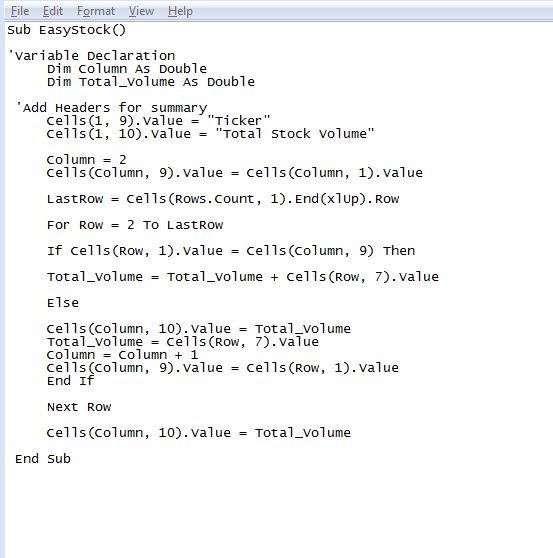 File Edit Format View Help
Sub EasyStock()
'Variable Declaration
Dim Column As Double
Dim Total_Volume As Double
'Add Headers for summary
Cells(1, 9).Value = "Ticker"
Cells(1, 10).Value = "Total Stock Volume"
Column = 2
Cells(Column, 9).Value = Cells(Column, 1).Value
LastRow = Cells(Rows.Count, 1).End(xlUp).Row
For Row = 2 To LastRow
If Cells(Row, 1).Value = Cells(Column, 9) Then
Total_Volume = Total_Volume + Cells(Row, 7).Value
Else
Cells(Column, 10).Value = Total_Volume
Total_Volume = Cells(Row, 7).Value
Column = Column + 1
Cells(Column, 9).Value = Cells(Row, 1).Value
End If
Next Row
Cells(Column, 10).Value = Total_Volume
End Sub